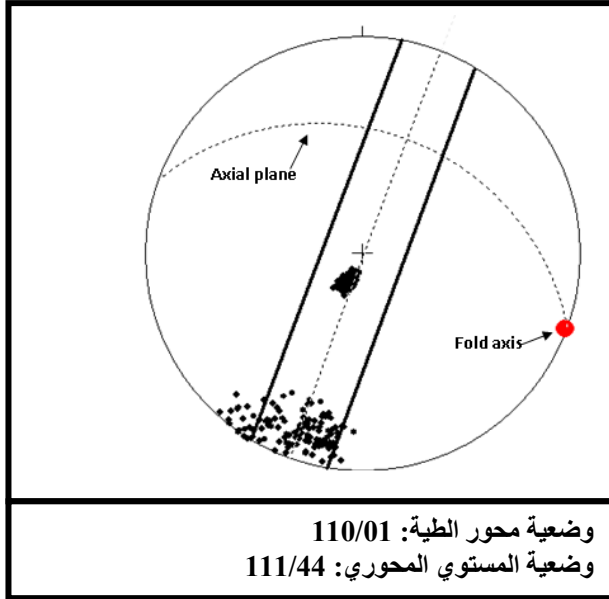 Axial plane
Fold axis
وضعية محور الطية: 110/01
وضعية المستوي المحوري: 111/44